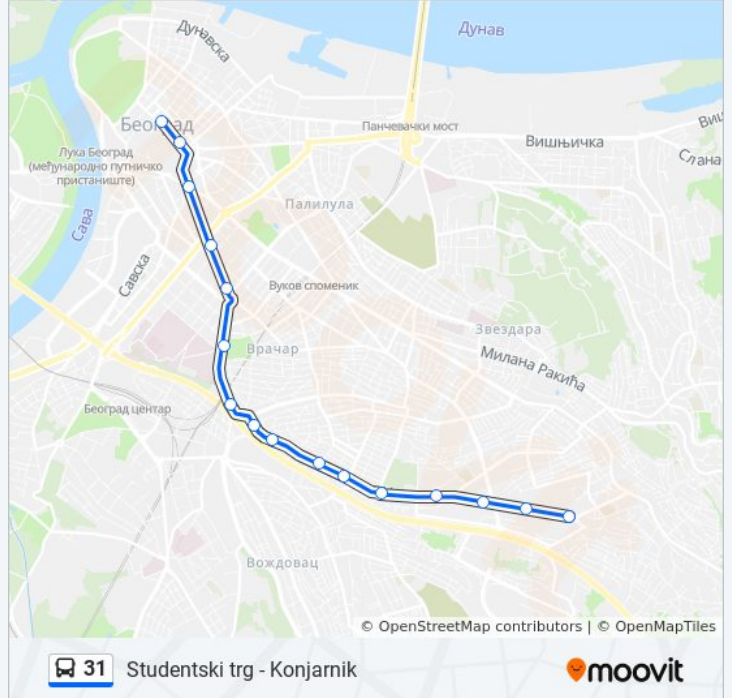 Дунавска
Дунав
Београд
Панчевачки мост
Вишњичка
Лука Београд
(међународно путничко
пристаниште)
Сава
Палилула
Савска
Вуков споменик
Звездара
Врачар
Милана Ракића
Београд центар
Вождовац
© OpenStreetMap contributors | © OpenMapTiles
31 Studentski trg - Konjarnik
moovit